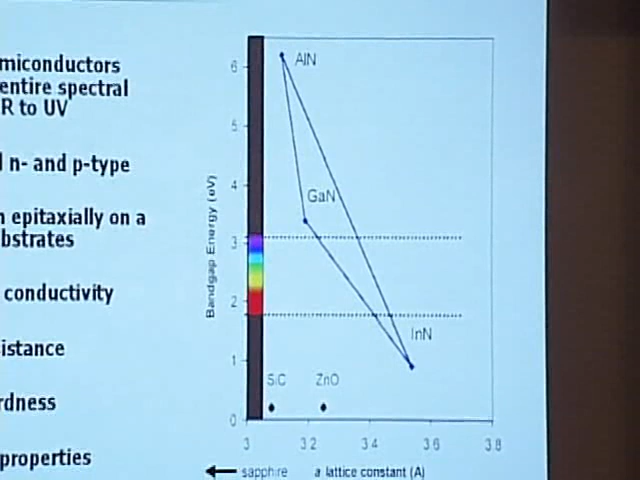 miconductors
entire spectral
R to UV
n- and p-type
epitaxially on a
bstrates
conductivity
istance
rdness
properties
Bandgap Energy (eV)
6
5
4
3
2
1
0
AlN
GaN
InN
SiC
ZnO
3
3.2
3.4
3.6
3.8
sapphire
a lattice constant (A)